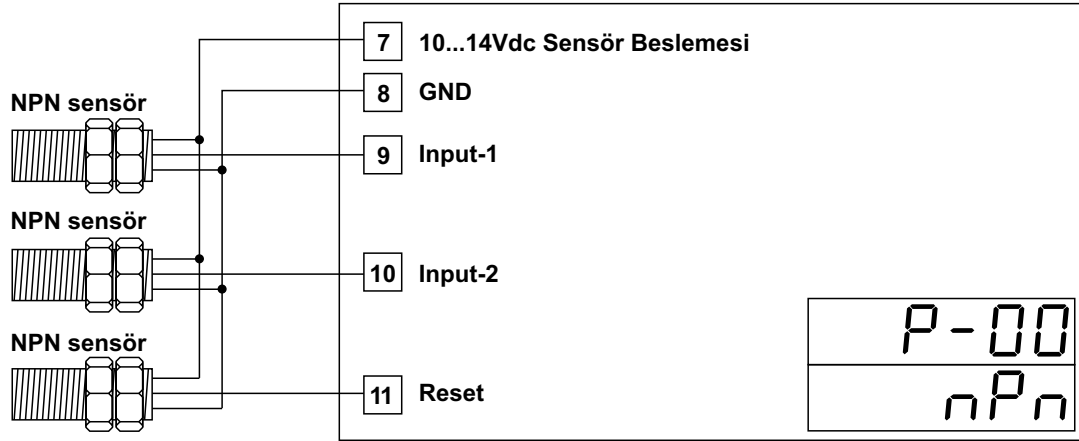 7 10...14Vdc Sensör Beslemesi
8 GND
NPN sensör
9 Input-1
NPN sensör
10 Input-2
NPN sensör
11 Reset
P-00
nPn